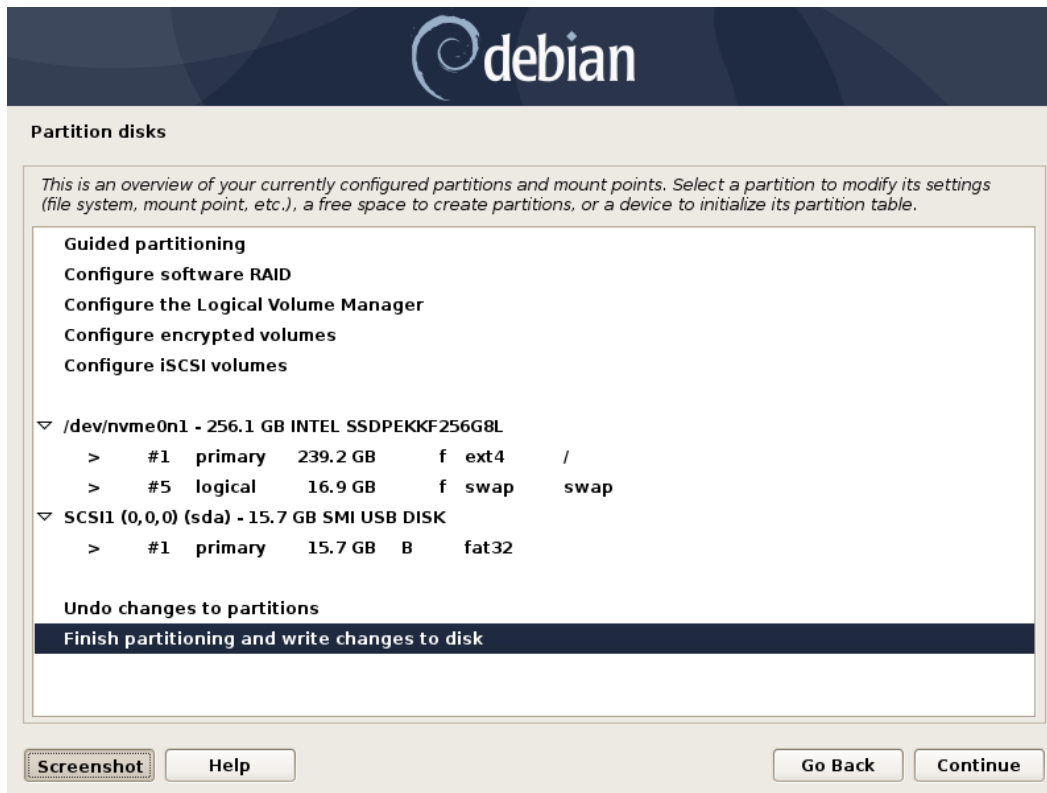 debian
Partition disks
This is an overview of your currently configured partitions and mount points. Select a partition to modify its settings
(file system, mount point, etc.), a free space to create partitions, or a device to initialize its partition table.
Guided partitioning
Configure software RAID
Configure the Logical Volume Manager
Configure encrypted volumes
Configure iSCSI volumes
/dev/nvme0n1 - 256.1 GB INTEL SSDPEKKF256G8L
> #1 primary 239.2 GB f ext4 /
> #5 logical 16.9 GB f swap swap
SCSI1 (0,0,0) (sda) - 15.7 GB SMI USB DISK
> #1 primary 15.7 GB B fat32
Undo changes to partitions
Finish partitioning and write changes to disk
Screenshot Help Go Back Continue